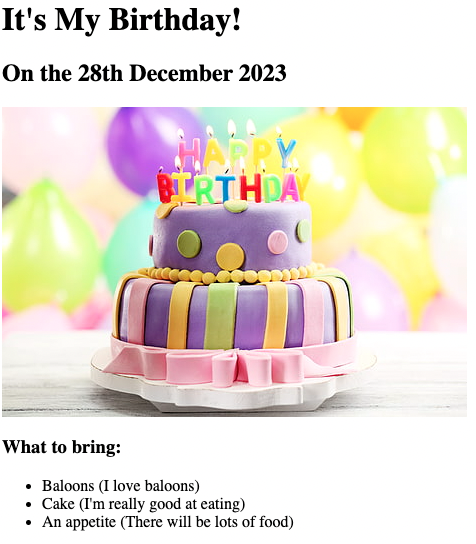 It's My Birthday!
On the 28th December 2023
HAPPY
BIRTHDAY
What to bring:
Baloons (I love baloons)
Cake (I'm really good at eating)
An appetite (There will be lots of food)